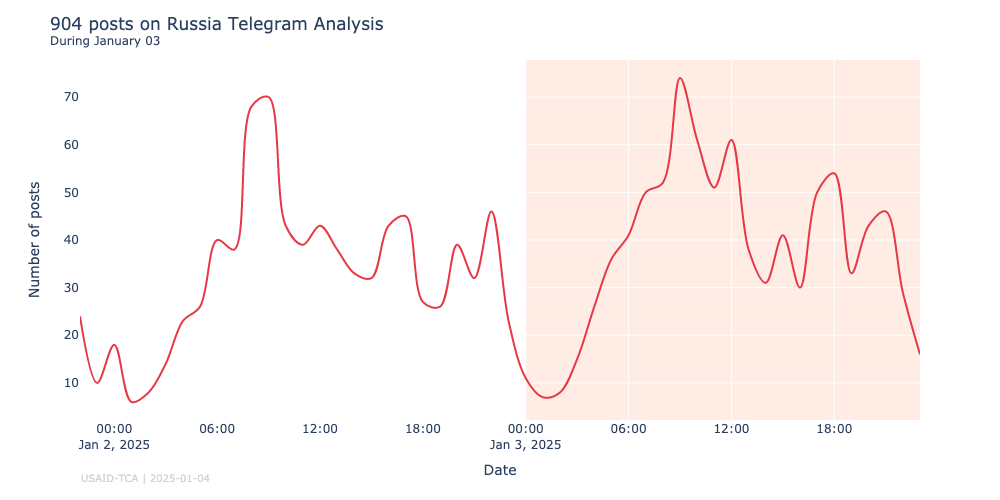 904 posts on Russia Telegram Analysis
During January 03
Number of posts
70
60
50
40
30
20
10
00:00 06:00 12:00 18:00 00:00 06:00 12:00 18:00
Jan 2, 2025 Jan 3, 2025
Date
USAID-TCA | 2025-01-04